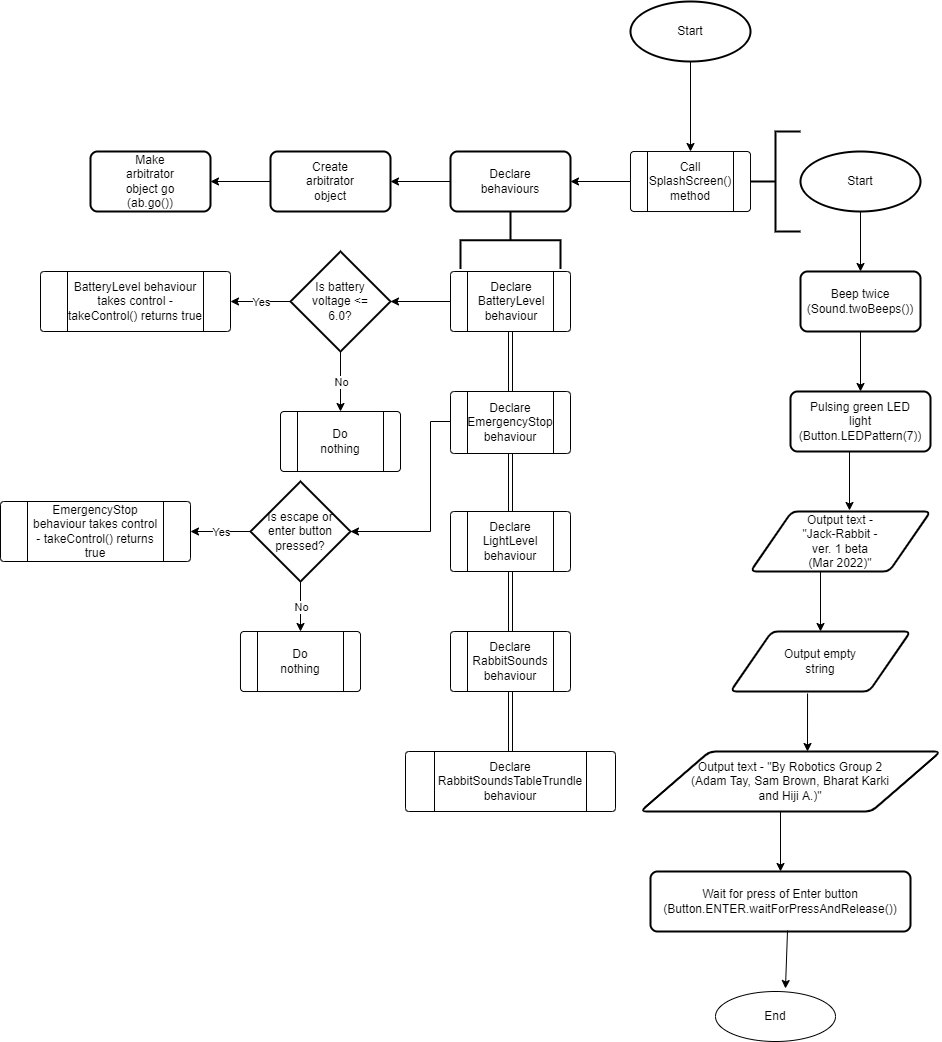 Start
Call
SplashScreen()
method
Declare
behaviours
Create
arbitrator
object
Make
arbitrator
object go
(ab.go())
Declare
BatteryLevel
behaviour
Is battery
voltage <=
6.0?
Yes
BatteryLevel behaviour
takes control -
takeControl() returns true
No
Do
nothing
Declare
EmergencyStop
behaviour
Is escape or
enter button
pressed?
Yes
EmergencyStop
behaviour takes control
- takeControl() returns
true
No
Do
nothing
Declare
LightLevel
behaviour
Declare
RabbitSounds
behaviour
Declare
RabbitSoundsTableTrundle
behaviour
Start
Beep twice
(Sound.twoBeeps())
Pulsing green LED
light
(Button.LEDPattern(7))
Output text -
"Jack-Rabbit -
ver. 1 beta
(Mar 2022)"
Output empty
string
Output text - "By Robotics Group 2
(Adam Tay, Sam Brown, Bharat Karki
and Hiji A.)"
Wait for press of Enter button
(Button.ENTER.waitForPressAndRelease())
End